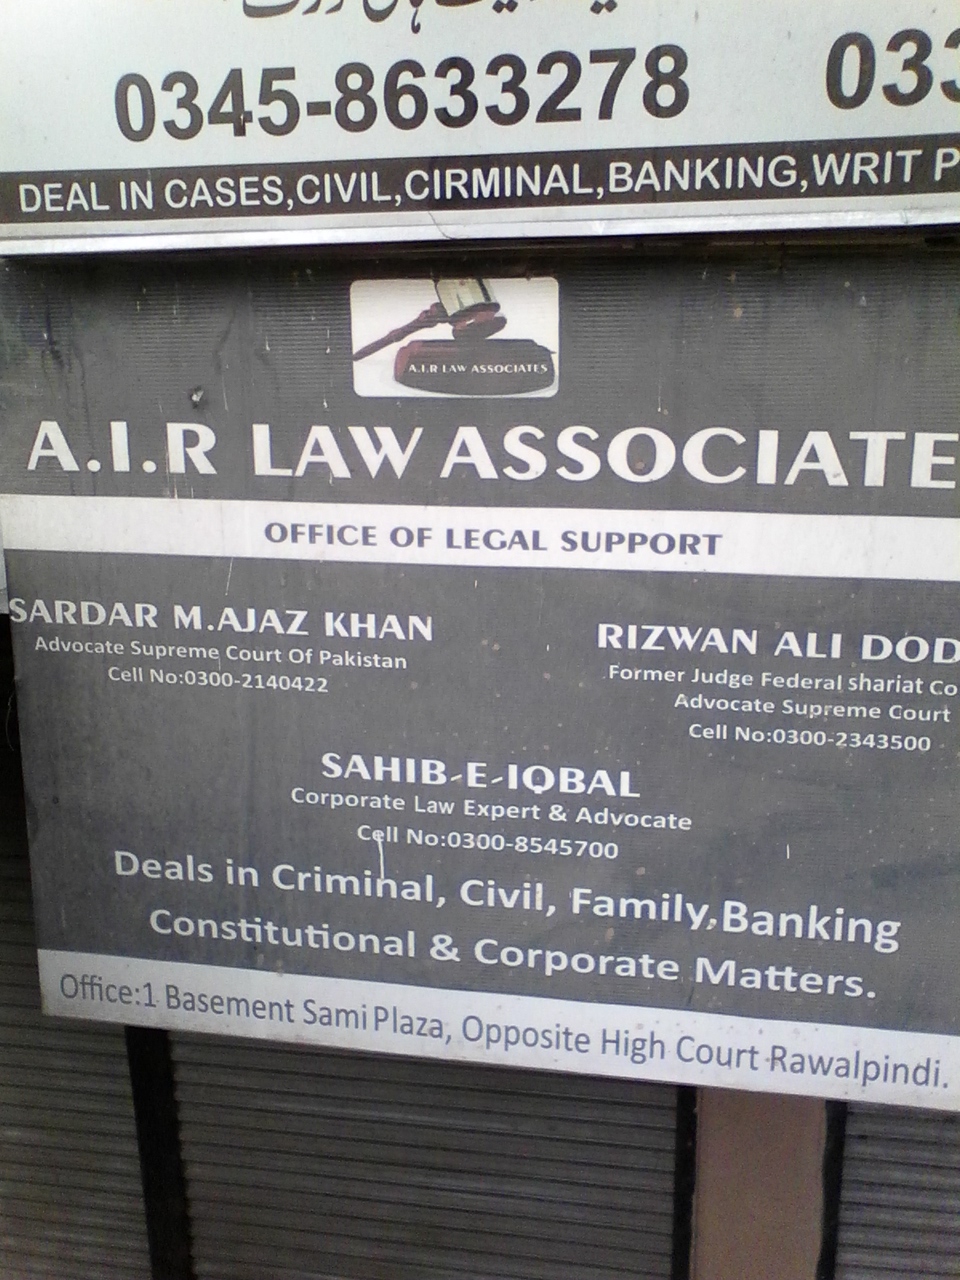 0345-8633278 033
DEAL IN CASES,CIVIL,CIRMINAL,BANKING,WRIT P
A.I.R LAW ASSOCIATES
A.I.R LAW ASSOCIATE
OFFICE OF LEGAL SUPPORT
SARDAR M.AJAZ KHAN
Advocate Supreme Court Of Pakistan
Cell No:0300-2140422
RIZWAN ALI DOD
Former Judge Federal Shariat Co
Advocate Supreme Court
Cell No:0300-2343500
SAHIB-E-IQBAL
Corporate Law Expert & Advocate
Cell No:0300-8545700
Deals in Criminal, Civil, Family,Banking
Constitutional & Corporate Matters.
Office:1 Basement Sami Plaza, Opposite High Court Rawalpindi.